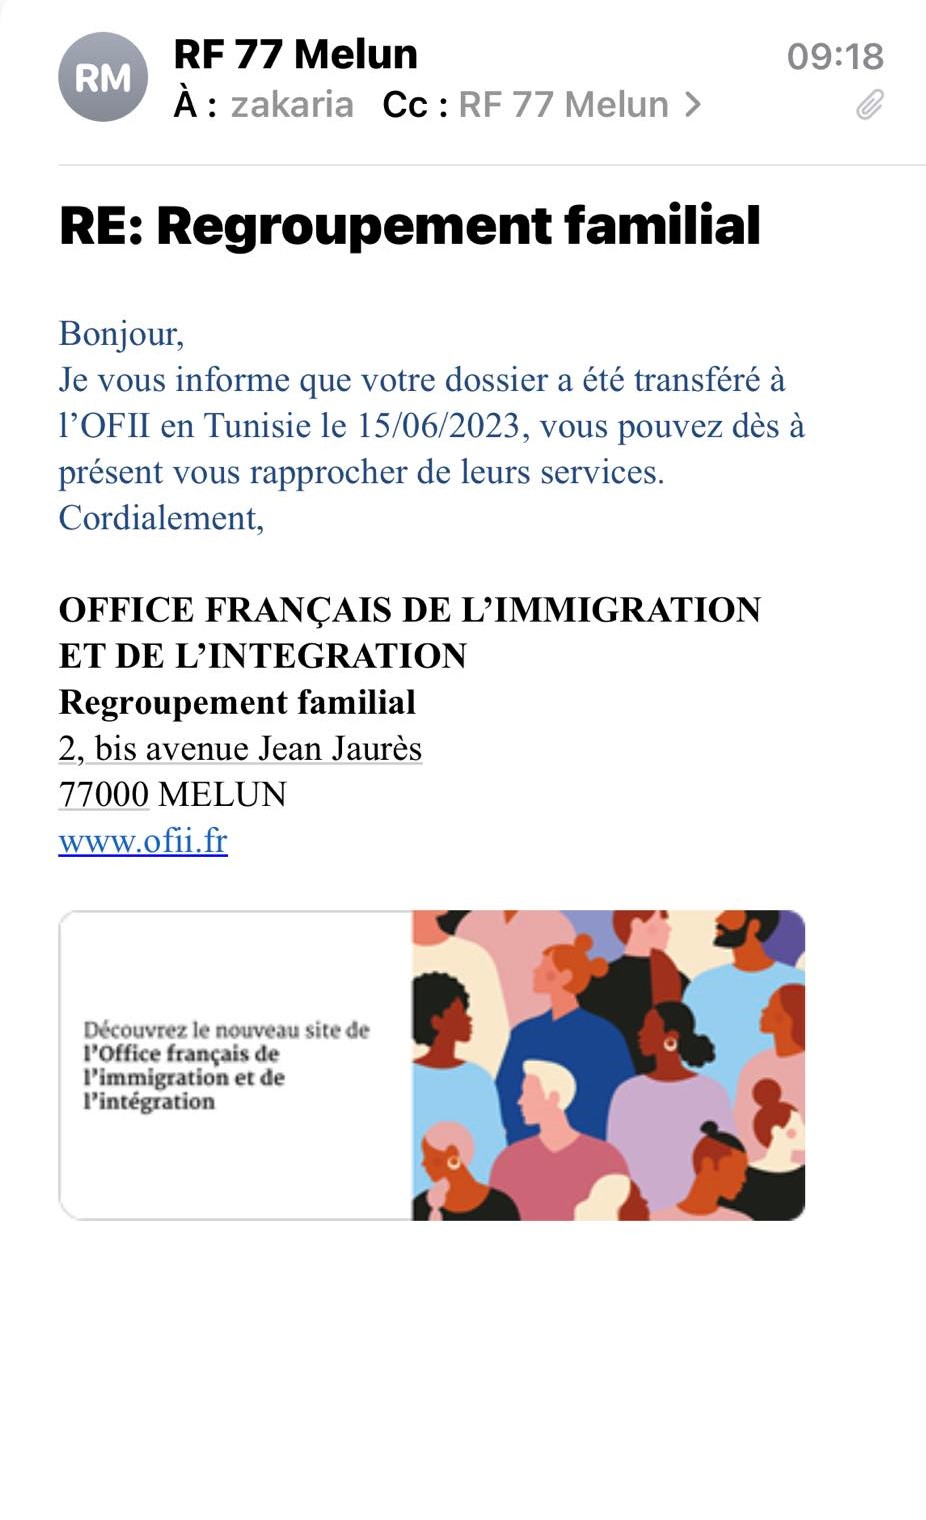 RM
RF 77 Melun
09:18
À : zakaria Cc : RF 77 Melun
RE: Regroupement familial
Bonjour,
Je vous informe que votre dossier a été transféré à
l’OFII en Tunisie le 15/06/2023, vous pouvez dès à
présent vous rapprocher de leurs services.
Cordialement,
OFFICE FRANÇAIS DE L’IMMIGRATION
ET DE L’INTEGRATION
Regroupement familial
2, bis avenue Jean Jaurès
77000 MELUN
www.ofii.fr
Découvrez le nouveau site de
l’Office français de
l’immigration et de
l’intégration